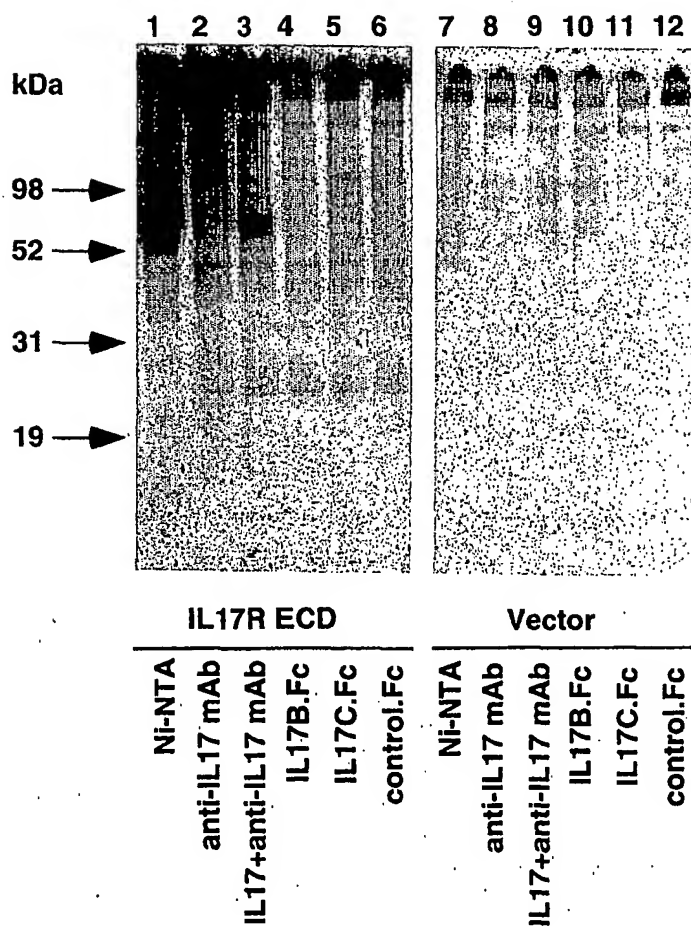 1 2 3 4 5 6 7 8 9 10 11 12
kDa
98
52
31
19
IL17R ECD Vector
Ni-NTA
anti-IL17 mAb
IL17+anti-IL17 mAb
IL17B.Fc
IL17C.Fc
control.Fc
Ni-NTA
anti-IL17 mAb
IL17+anti-IL17 mAb
IL17B.Fc
IL17C.Fc
control.Fc